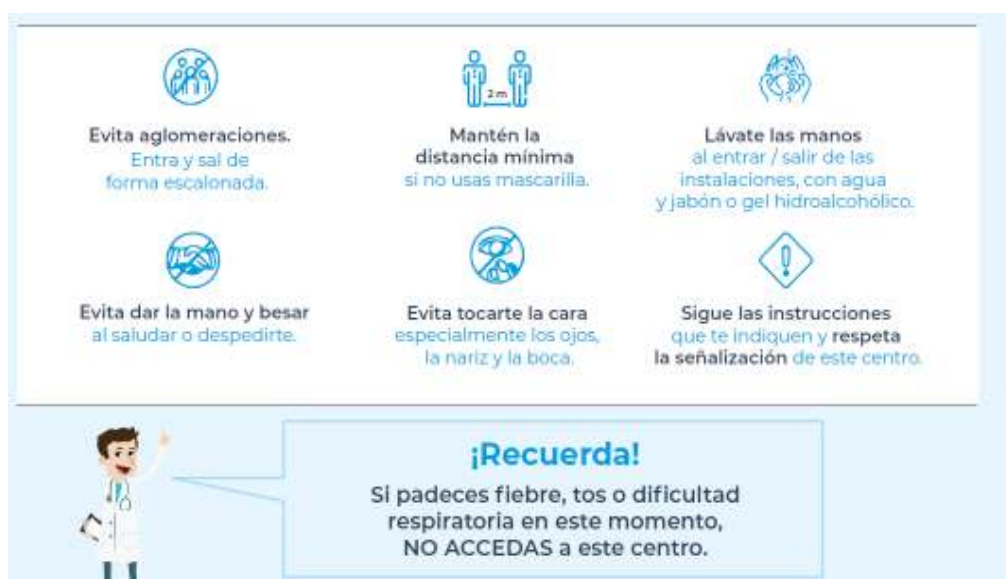 Evita aglomeraciones.
Entra y sal de
forma escalonada.
2 m
Mantén la
distancia mínima
si no usas mascarilla.
Lávate las manos
al entrar / salir de las
instalaciones, con agua
y jabón o gel hidroalcohólico.
Evita dar la mano y besar
al saludar o despedirte.
Evita tocarte la cara
especialmente los ojos,
la nariz y la boca.
Sigue las instrucciones
que te indiquen y respeta
la señalización de este centro.
¡Recuerda!
Si padeces fiebre, tos o dificultad
respiratoria en este momento,
NO ACCEDAS a este centro.